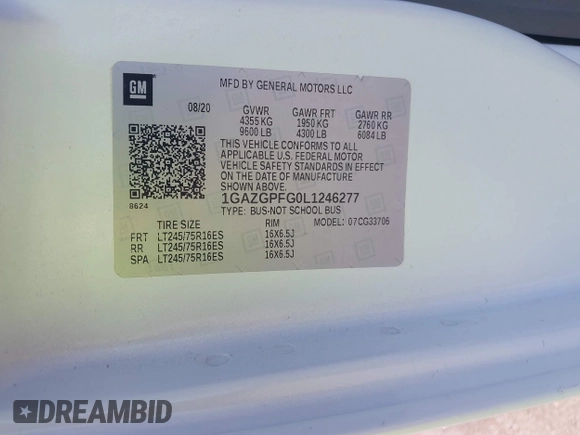 GM
MFD BY GENERAL MOTORS LLC
08/20 GVWR GAWR FRT GAWR RR
4355 KG 1950 KG 2760 KG
9600 LB 4300 LB 6084 LB
THIS VEHICLE CONFORMS TO ALL
APPLICABLE U.S. FEDERAL MOTOR
VEHICLE SAFETY STANDARDS IN EFFECT
ON THE DATE OF MANUFACTURE
SHOWN ABOVE.
8624 1GAZGPFG0L1246277
TYPE: BUS-NOT SCHOOL BUS
TIRE SIZE RIM MODEL: 07CG33706
FRT LT245/75R16ES 16X6.5J
RR LT245/75R16ES 16X6.5J
SPA LT245/75R16ES 16X6.5J
DREAMBID